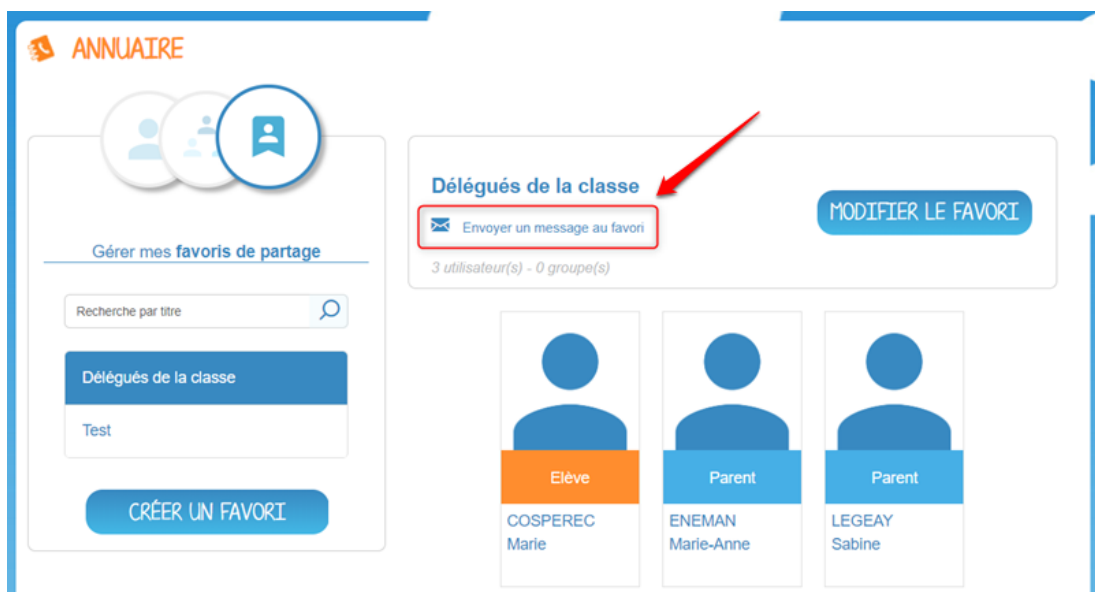 ANNUAIRE
Gérer mes favoris de partage
Recherche par titre
Délégués de la classe
Test
CRÉER UN FAVORI
Délégués de la classe
Envoyer un message au favori
3 utilisateur(s) - 0 groupe(s)
MODIFIER LE FAVORI
Elève
COSPEREC
Marie
Parent
ENEMAN
Marie-Anne
Parent
LEGEAY
Sabine